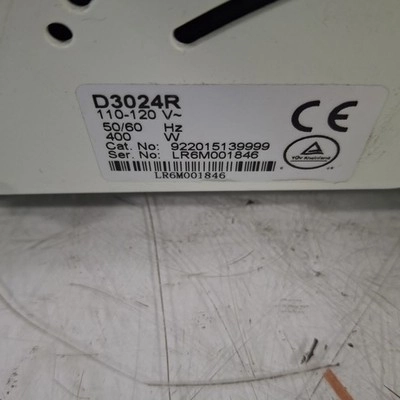 D3024R
110-120 V~
50/60 Hz
400 W
Cat. No: 922015139999
Ser. No: LR6M001846
LR6M001846
CE